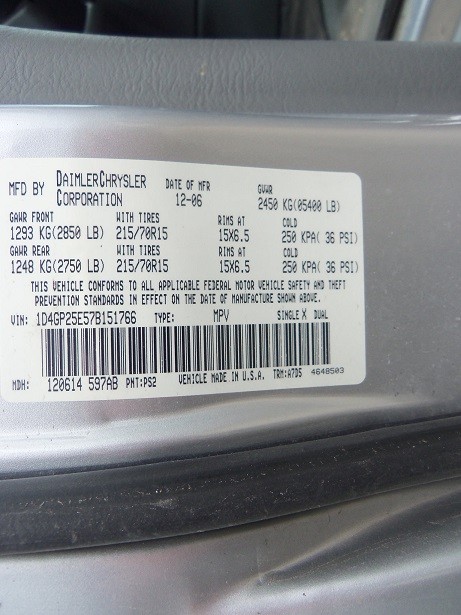 MFD BY DAIMLERCHRYSLER CORPORATION DATE OF MFR 12-06 GVWR 2450 KG(05400 LB)
GAWR FRONT WITH TIRES RIMS AT COLD
1293 KG(2850 LB) 215/70R15 15X6.5 250 KPA( 36 PSI)
GAWR REAR WITH TIRES RIMS AT COLD
1248 KG(2750 LB) 215/70R15 15X6.5 250 KPA( 36 PSI)
THIS VEHICLE CONFORMS TO ALL APPLICABLE FEDERAL MOTOR VEHICLE SAFETY AND THEFT
PREVENTION STANDARDS IN EFFECT ON THE DATE OF MANUFACTURE SHOWN ABOVE.
VIN: 1D4GP25E57B151766 TYPE: MPV SINGLE X DUAL
MDH: 120614 597AB PNT:PS2 VEHICLE MADE IN U.S.A. TRM:A7D5 4648503